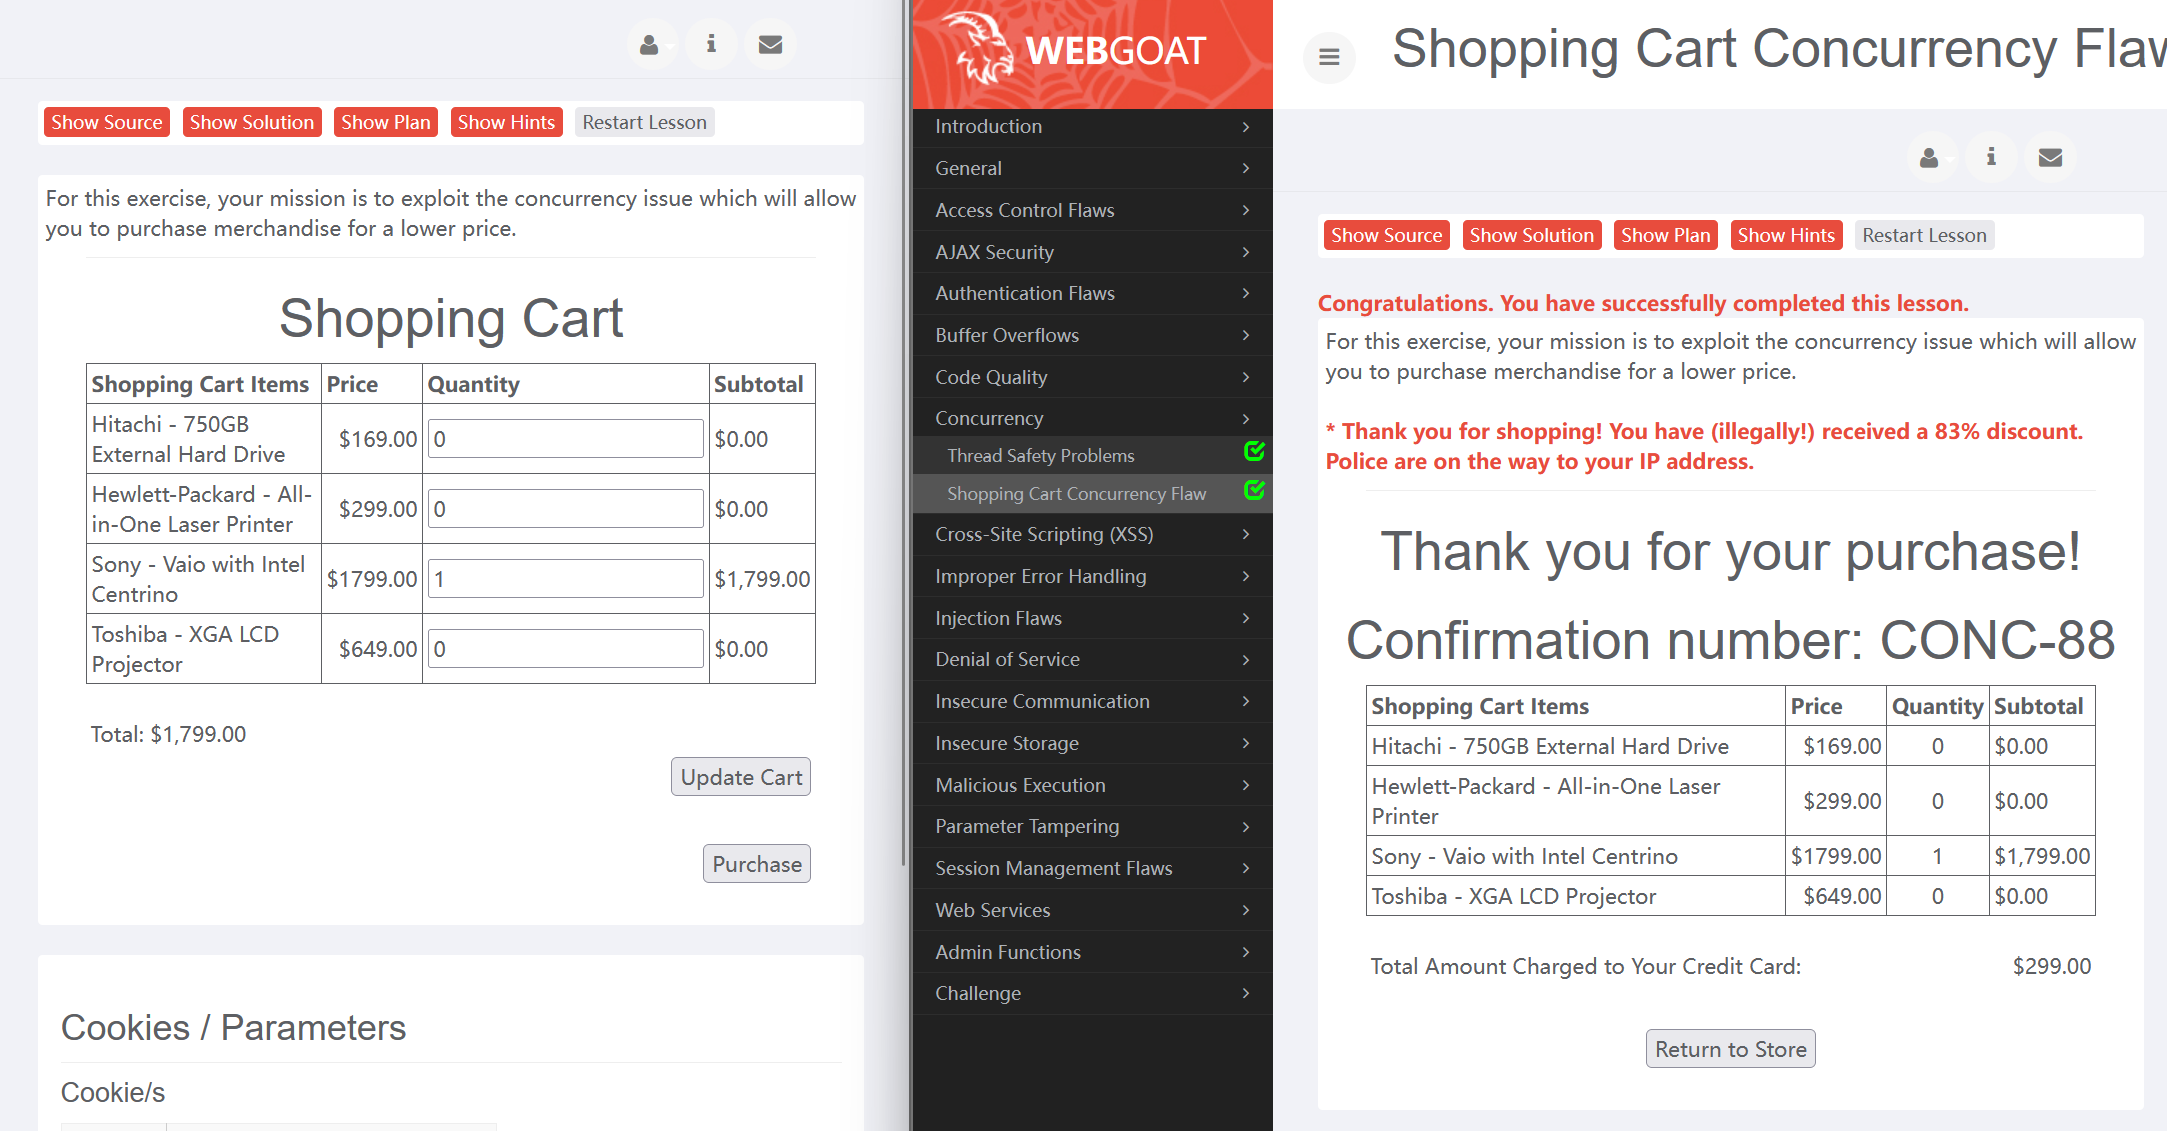 Show Source Show Solution Show Plan Show Hints Restart Lesson
For this exercise, your mission is to exploit the concurrency issue which will allow
you to purchase merchandise for a lower price.
Shopping Cart
Shopping Cart Items Price Quantity Subtotal
Hitachi - 750GB
External Hard Drive $169.00 0 $0.00
Hewlett-Packard - All-
in-One Laser Printer $299.00 0 $0.00
Sony - Vaio with Intel
Centrino $1799.00 1 $1,799.00
Toshiba - XGA LCD
Projector $649.00 0 $0.00
Total: $1,799.00
Update Cart
Purchase
Cookies / Parameters
Cookie/s
WEBGOAT
Introduction
General
Access Control Flaws
AJAX Security
Authentication Flaws
Buffer Overflows
Code Quality
Concurrency
Thread Safety Problems
Shopping Cart Concurrency Flaw
Cross-Site Scripting (XSS)
Improper Error Handling
Injection Flaws
Denial of Service
Insecure Communication
Insecure Storage
Malicious Execution
Parameter Tampering
Session Management Flaws
Web Services
Admin Functions
Challenge
Shopping Cart Concurrency Flaw
Show Source Show Solution Show Plan Show Hints Restart Lesson
Congratulations. You have successfully completed this lesson.
For this exercise, your mission is to exploit the concurrency issue which will allow
you to purchase merchandise for a lower price.
* Thank you for shopping! You have (illegally!) received a 83% discount.
Police are on the way to your IP address.
Thank you for your purchase!
Confirmation number: CONC-88
Shopping Cart Items Price Quantity Subtotal
Hitachi - 750GB External Hard Drive $169.00 0 $0.00
Hewlett-Packard - All-in-One Laser
Printer $299.00 0 $0.00
Sony - Vaio with Intel Centrino $1799.00 1 $1,799.00
Toshiba - XGA LCD Projector $649.00 0 $0.00
Total Amount Charged to Your Credit Card: $299.00
Return to Store